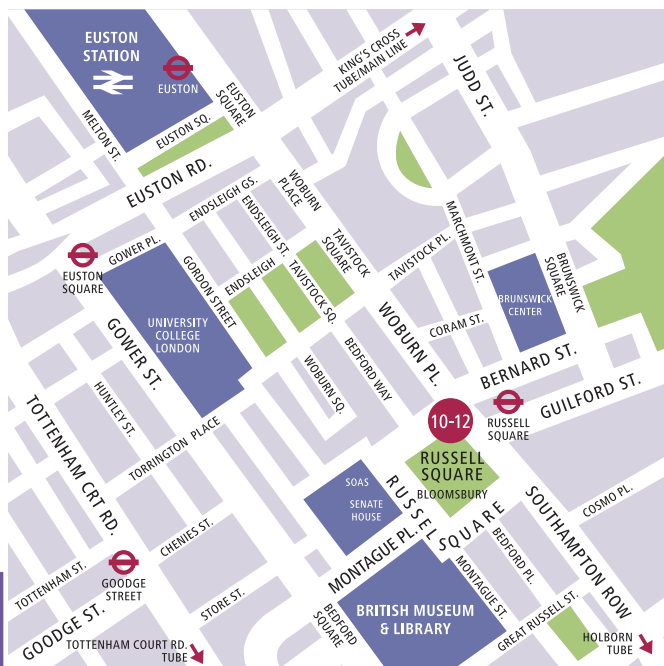 EUSTON
STATION
EUSTON
EUSTON
SQUARE
KING'S CROSS
TUBE/MAIN LINE
JUDD ST.
MELTON ST.
EUSTON SQ.
EUSTON RD.
ENDSLEIGH GS.
ENDSLEIGH ST.
WOBURN
PLACE
TAVISTOCK
SQUARE
TAVISTOCK PL.
MARCHMONT ST.
BRUNSWICK
SQUARE
BRUNSWICK
CENTER
GOWER PL.
EUSTON
SQUARE
GORDON STREET
ENDSLEIGH
TAVISTOCK SQ.
UNIVERSITY
COLLEGE
LONDON
GOWER ST.
WOBURN PL.
CORAM ST.
BERNARD ST.
GUILFORD ST.
BEDFORD WAY
WOBURN SQ.
HUNTLEY ST.
TORRINGTON PLACE
TOTTENHAM CRT RD.
10-12
RUSSELL
SQUARE
RUSSELL
SQUARE
BLOOMSBURY
SOAS
SENATE
HOUSE
RUSSEL
SQUARE
SOUTHAMPTON ROW
COSMO PL.
BEDFORD PL.
MONTAGUE ST.
MONTAGUE PL.
CHENIES ST.
TOTTENHAM ST.
GOODGE
STREET
GOODGE ST.
STORE ST.
BEDFORD
SQUARE
BRITISH MUSEUM
& LIBRARY
GREAT RUSSELL ST.
TOTTENHAM COURT RD.
TUBE
HOLBORN
TUBE